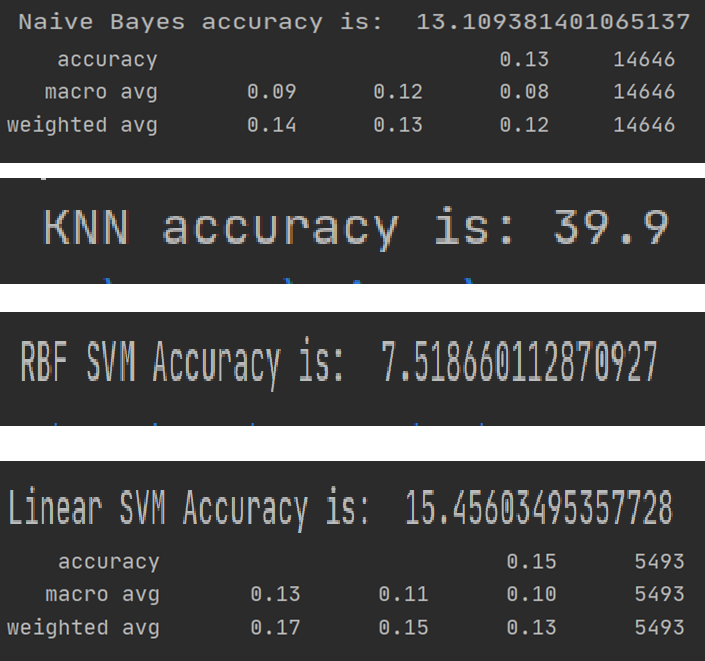 Naive Bayes accuracy is: 13.109381401065137
accuracy 0.13 14646
macro avg 0.09 0.12 0.08 14646
weighted avg 0.14 0.13 0.12 14646
KNN accuracy is: 39.9
RBF SVM Accuracy is: 7.518660112870927
Linear SVM Accuracy is: 15.45603495357728
accuracy 0.15 5493
macro avg 0.13 0.11 0.10 5493
weighted avg 0.17 0.15 0.13 5493